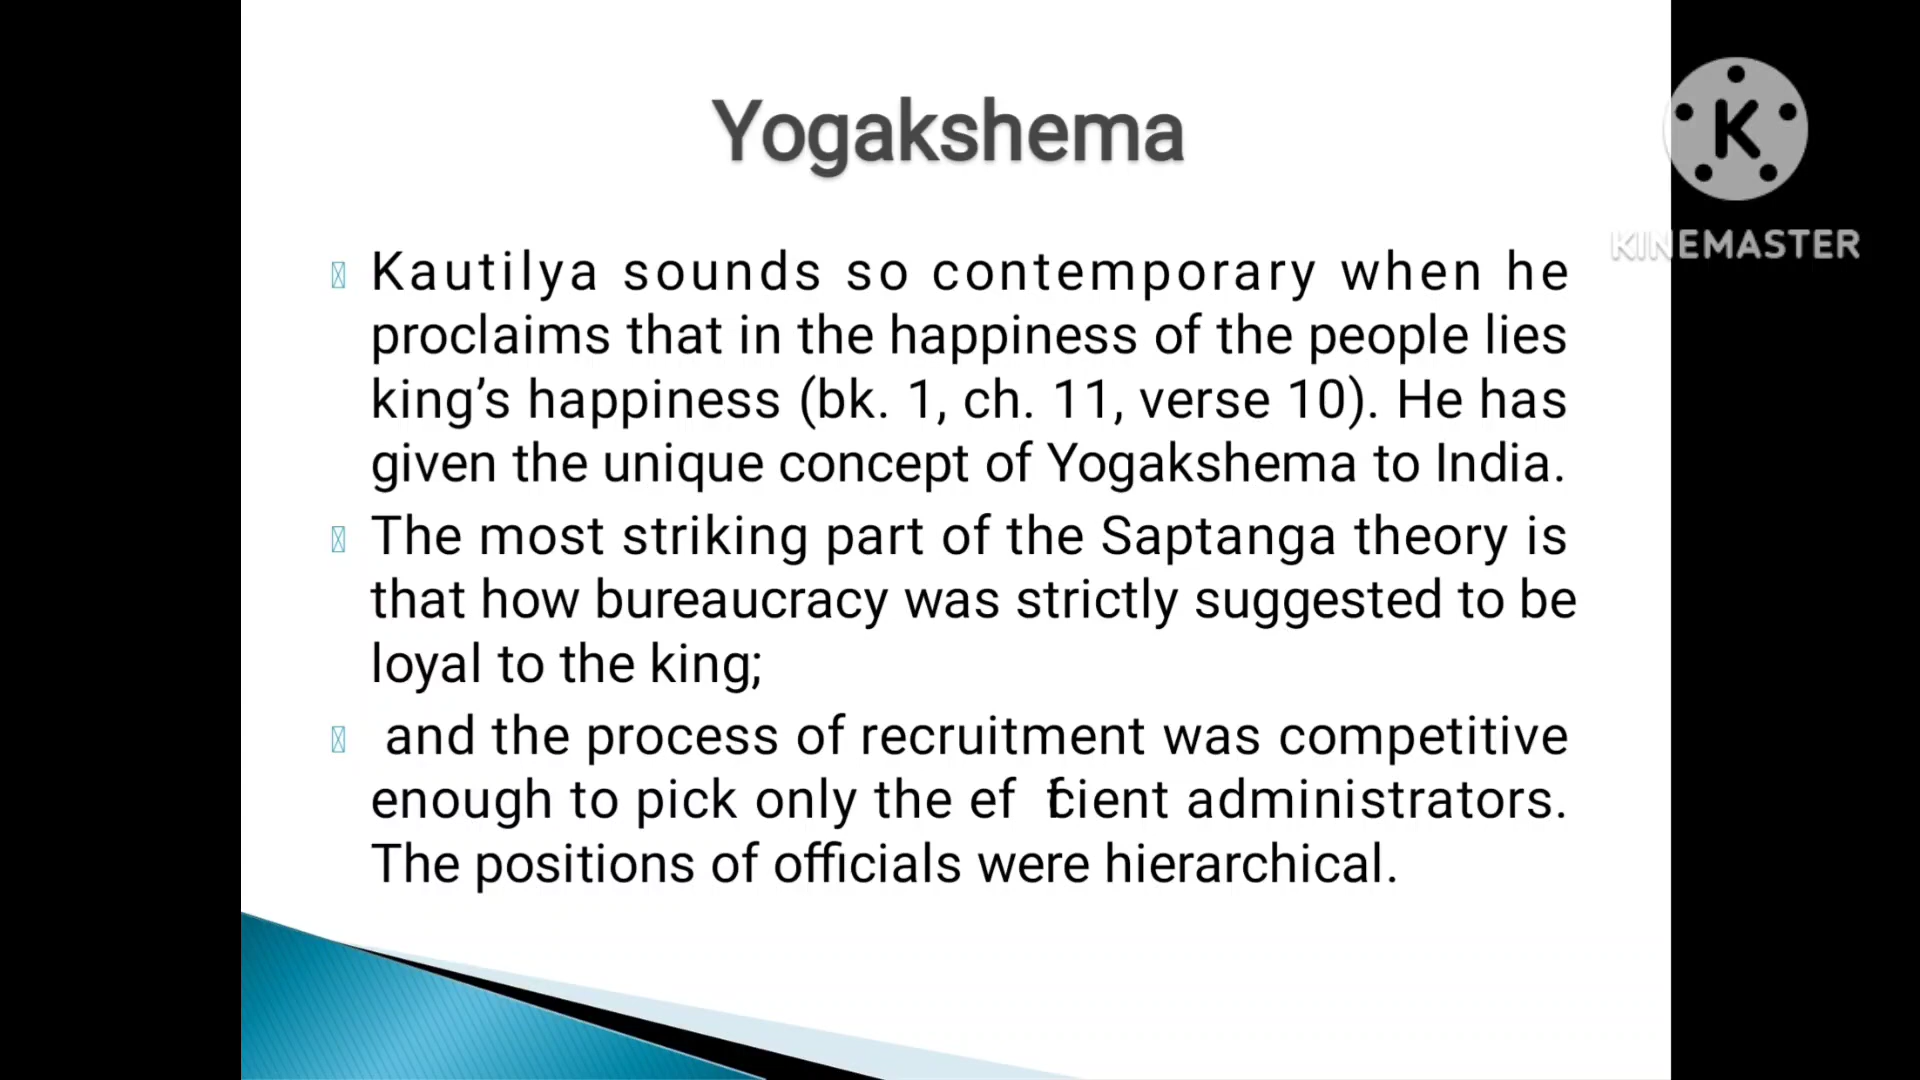 Yogakshema
K
KINEMASTER
Kautilya sounds so contemporary when he
proclaims that in the happiness of the people lies
king’s happiness (bk. 1, ch. 11, verse 10). He has
given the unique concept of Yogakshema to India.
The most striking part of the Saptanga theory is
that how bureaucracy was strictly suggested to be
loyal to the king;
and the process of recruitment was competitive
enough to pick only the ef ficient administrators.
The positions of officials were hierarchical.